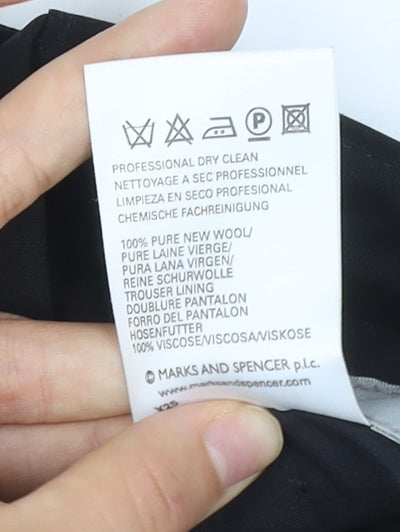 P
PROFESSIONAL DRY CLEAN
NETTOYAGE A SEC PROFESSIONNEL
LIMPIEZA EN SECO PROFESIONAL
CHEMISCHE FACHREINIGUNG
100% PURE NEW WOOL/
PURE LAINE VIERGE/
PURA LANA VIRGEN/
REINE SCHURWOLLE
TROUSER LINING
DOUBLURE PANTALON
FORRO DEL PANTALON
HOSENFUTTER
100% VISCOSE/VISCOSA/VISKOSE
© MARKS AND SPENCER p.l.c.
www.marksandspencer.com